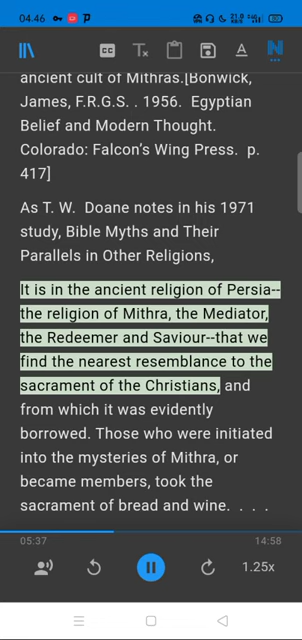 04.46
21.0
KB/S
CC
A
ancient cult of Mithras.[Bonwick,
James, F.R.G.S. . 1956.  Egyptian
Belief and Modern Thought.
Colorado: Falcon’s Wing Press.  p.
417]
As T. W.  Doane notes in his 1971
study, Bible Myths and Their
Parallels in Other Religions,
It is in the ancient religion of Persia--
the religion of Mithra, the Mediator,
the Redeemer and Saviour--that we
find the nearest resemblance to the
sacrament of the Christians, and
from which it was evidently
borrowed. Those who were initiated
into the mysteries of Mithra, or
became members, took the
sacrament of bread and wine. . . .
05:37
14:58
1.25x